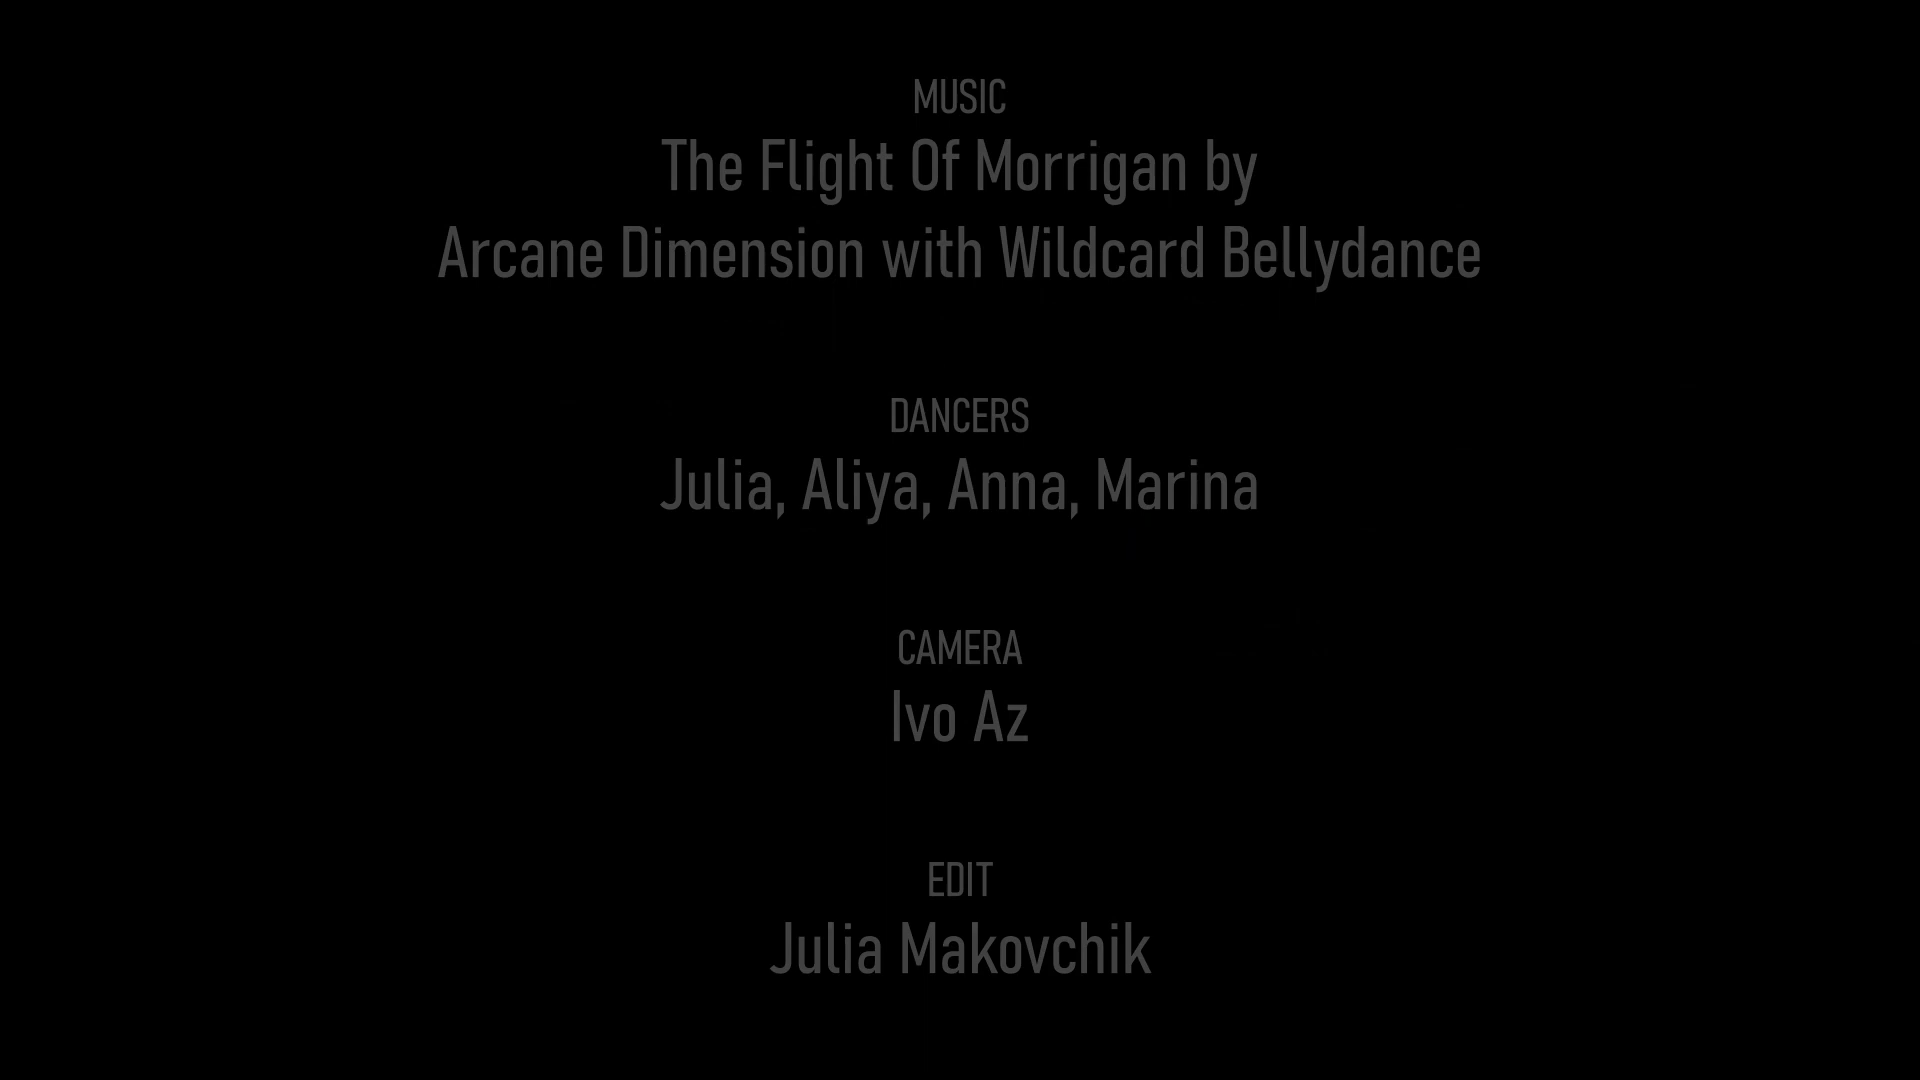 MUSIC
The Flight Of Morrigan by
Arcane Dimension with Wildcard Bellydance
DANCERS
Julia, Aliya, Anna, Marina
CAMERA
Ivo Az
EDIT
Julia Makovchik